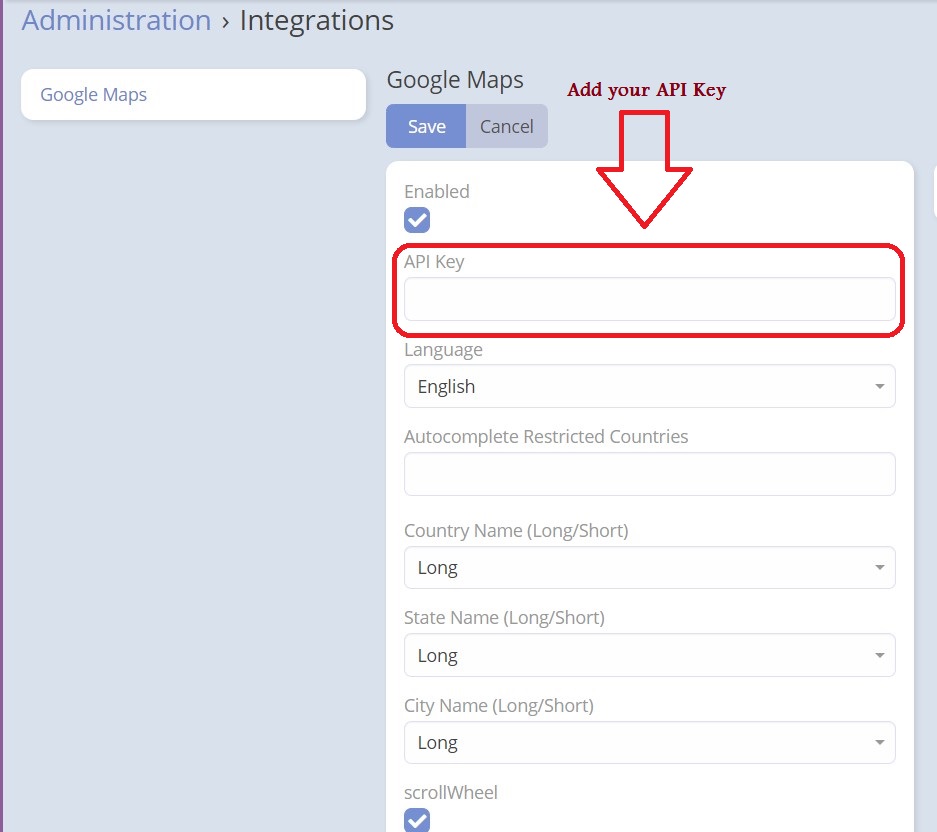 Administration › Integrations
Google Maps
Google Maps
Add your API Key
Save
Cancel
Enabled
API Key
Language
English
Autocomplete Restricted Countries
Country Name (Long/Short)
Long
State Name (Long/Short)
Long
City Name (Long/Short)
Long
scrollWheel